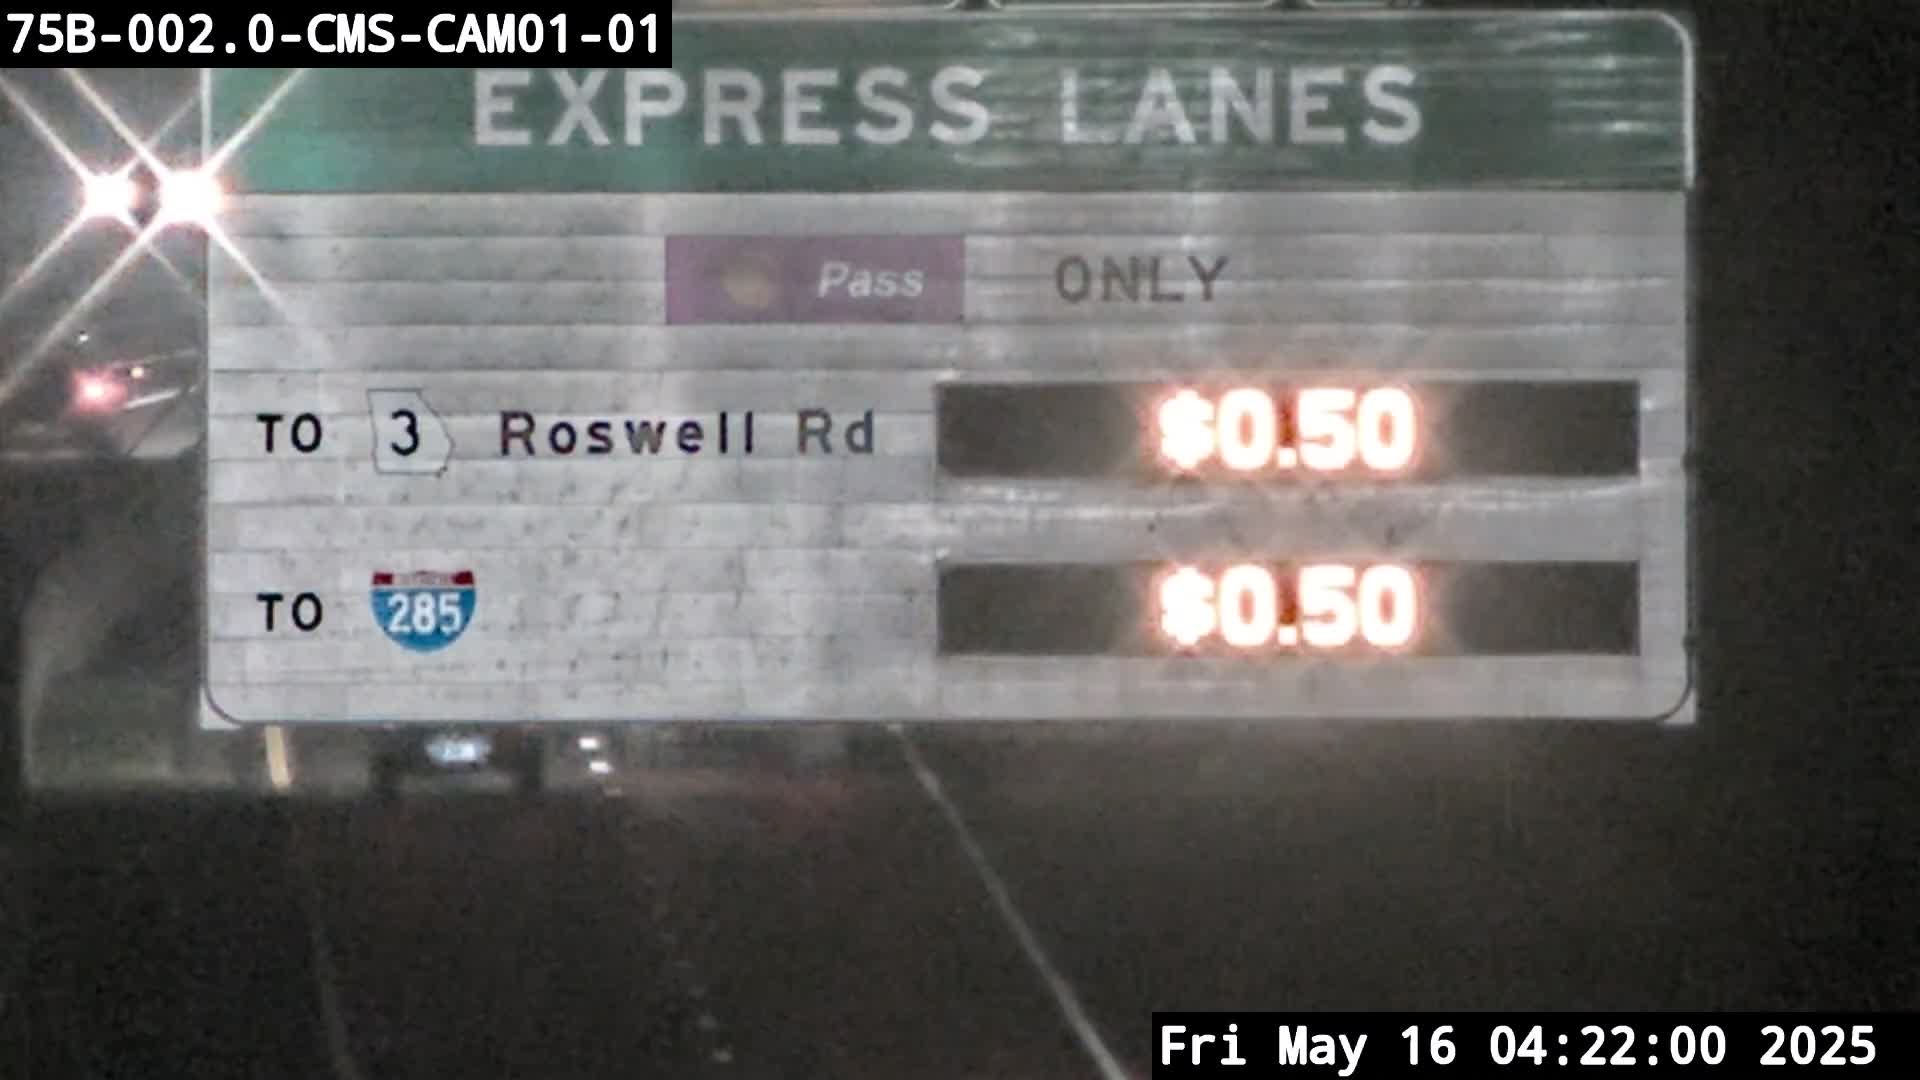 75B-002.0-CMS-CAM01-01
EXPRESS LANES
Pass ONLY
TO 3 Roswell Rd $0.50
TO 285 $0.50
Fri May 16 04:22:00 2025